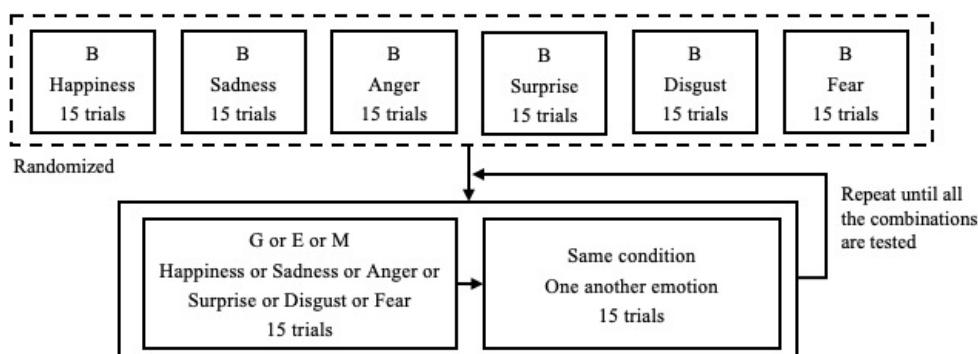 B
Happiness
15 trials
B
Sadness
15 trials
B
Anger
15 trials
B
Surprise
15 trials
B
Disgust
15 trials
B
Fear
15 trials
Randomized
Repeat until all
the combinations
are tested
G or E or M
Happiness or Sadness or Anger or
Surprise or Disgust or Fear
15 trials
Same condition
One another emotion
15 trials